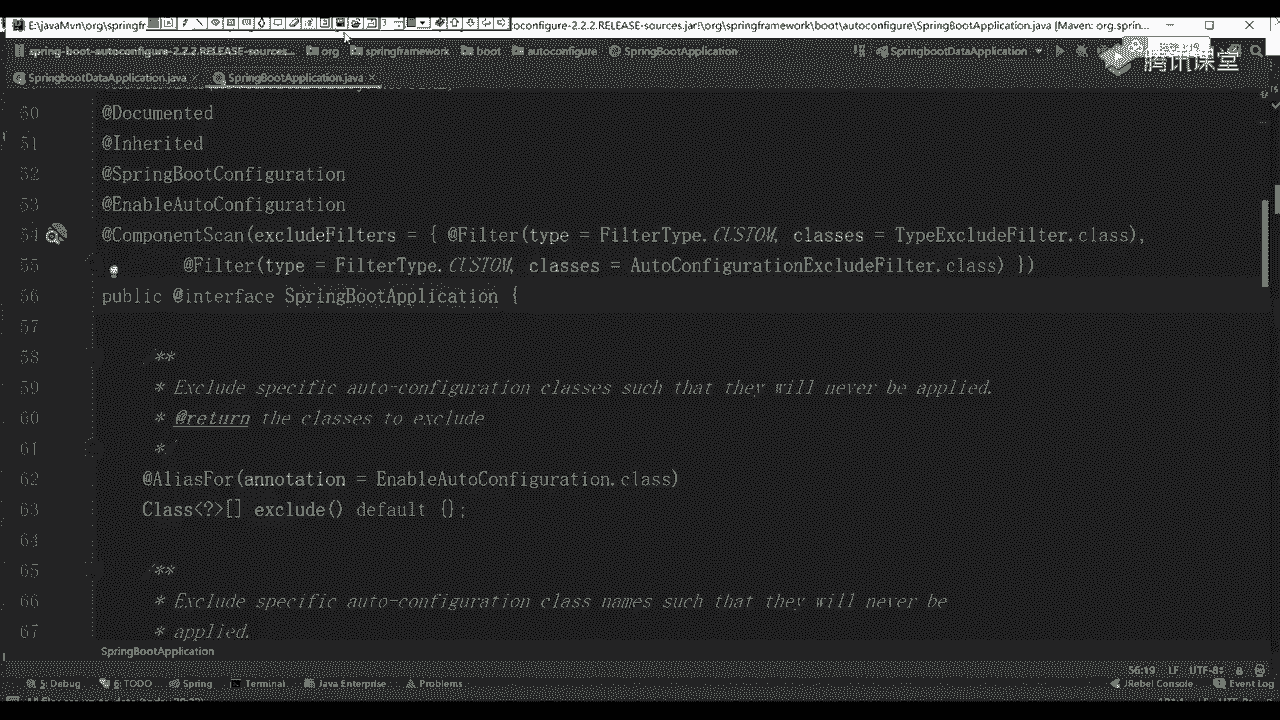 E:\javaMvn\org\springfr
oconfigure-2.2.2.RELEASE-sources.jar!\org\springframework\boot\autoconfigure\SpringBootApplication.java [Maven: org.sprin...
spring-boot-autoconfigure-2.2.2.RELEASE-sources... org springframew boot autoconfigure SpringBootApplication SpringbootDataApplication
腾讯课堂
SpringbootDataApplication.java SpringBootApplication.java
50 @Documented
51 @Inherited
52 @SpringBootConfiguration
53 @EnableAutoConfiguration
54 @ComponentScan(excludeFilters = { @Filter(type = FilterType.CUSTOM, classes = TypeExcludeFilter.class),
55 @Filter(type = FilterType.CUSTOM, classes = AutoConfigurationExcludeFilter.class) })
56 public @interface SpringBootApplication {
57
58 **
59 * Exclude specific auto-configuration classes such that they will never be applied.
60 * @return the classes to exclude
61 *
62 @AliasFor(annotation = EnableAutoConfiguration.class)
63 Class<?>[] exclude() default {};
64
65 **
66 * Exclude specific auto-configuration class names such that they will never be
67 * applied.
SpringBootApplication
56:19 LF UTF-8
5: Debug 6: TODO Spring Terminal Java Enterprise Problems JRebel Console Event Log